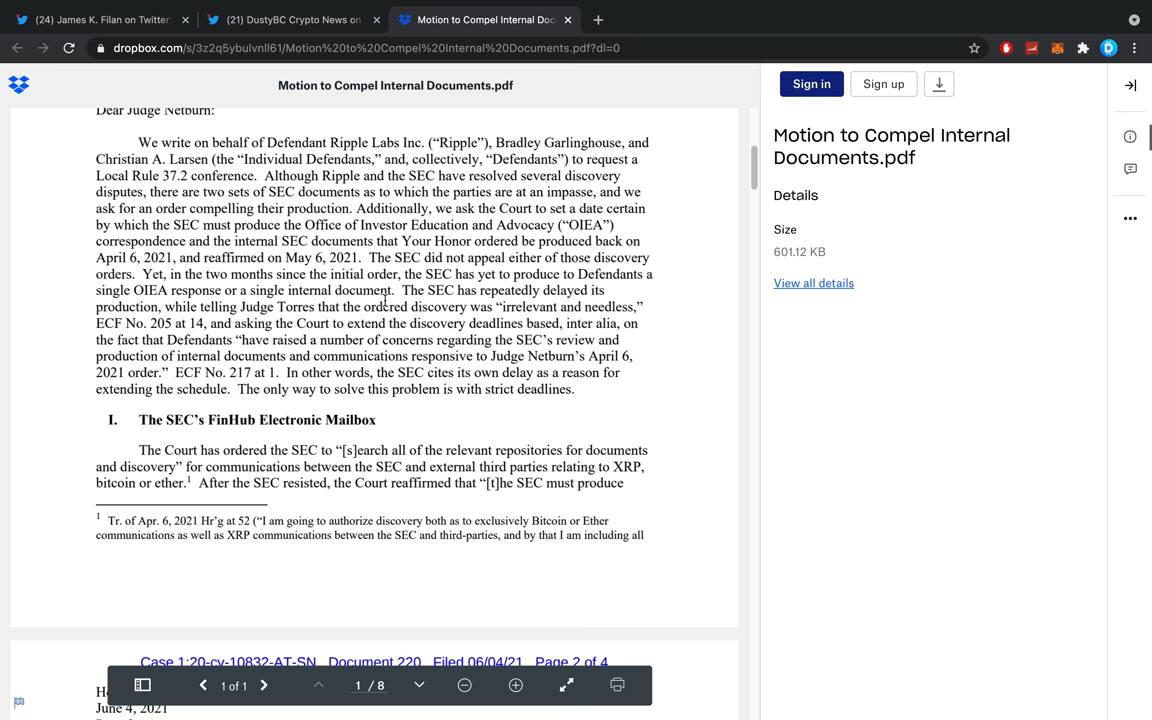 (24) James K. Filan on Twitter:
(21) DustyBC Crypto News on
Motion to Compel Internal Doc
dropbox.com/s/3z2q5ybulvnll61/Motion%20to%20Compel%20Internal%20Documents.pdf?dl=0
Motion to Compel Internal Documents.pdf
Sign in
Sign up
Dear Judge Netburn:
We write on behalf of Defendant Ripple Labs Inc. (“Ripple”), Bradley Garlinghouse, and
Christian A. Larsen (the “Individual Defendants,” and, collectively, “Defendants”) to request a
Local Rule 37.2 conference.  Although Ripple and the SEC have resolved several discovery
disputes, there are two sets of SEC documents as to which the parties are at an impasse, and we
ask for an order compelling their production. Additionally, we ask the Court to set a date certain
by which the SEC must produce the Office of Investor Education and Advocacy (“OIEA”)
correspondence and the internal SEC documents that Your Honor ordered be produced back on
April 6, 2021, and reaffirmed on May 6, 2021.  The SEC did not appeal either of those discovery
orders.  Yet, in the two months since the initial order, the SEC has yet to produce to Defendants a
single OIEA response or a single internal document.  The SEC has repeatedly delayed its
production, while telling Judge Torres that the ordered discovery was “irrelevant and needless,”
ECF No. 205 at 14, and asking the Court to extend the discovery deadlines based, inter alia, on
the fact that Defendants “have raised a number of concerns regarding the SEC’s review and
production of internal documents and communications responsive to Judge Netburn’s April 6,
2021 order.”  ECF No. 217 at 1.  In other words, the SEC cites its own delay as a reason for
extending the schedule.  The only way to solve this problem is with strict deadlines.
I. The SEC’s FinHub Electronic Mailbox
The Court has ordered the SEC to “[s]earch all of the relevant repositories for documents
and discovery” for communications between the SEC and external third parties relating to XRP,
bitcoin or ether.1  After the SEC resisted, the Court reaffirmed that “[t]he SEC must produce
1 Tr. of Apr. 6, 2021 Hr’g at 52 (“I am going to authorize discovery both as to exclusively Bitcoin or Ether
communications as well as XRP communications between the SEC and third-parties, and by that I am including all
Case 1:20-cv-10832-AT-SN Document 220 Filed 06/04/21 Page 2 of 4
June 4, 2021
1 of 1
1 / 8
Motion to Compel Internal
Documents.pdf
Details
Size
601.12 KB
View all details